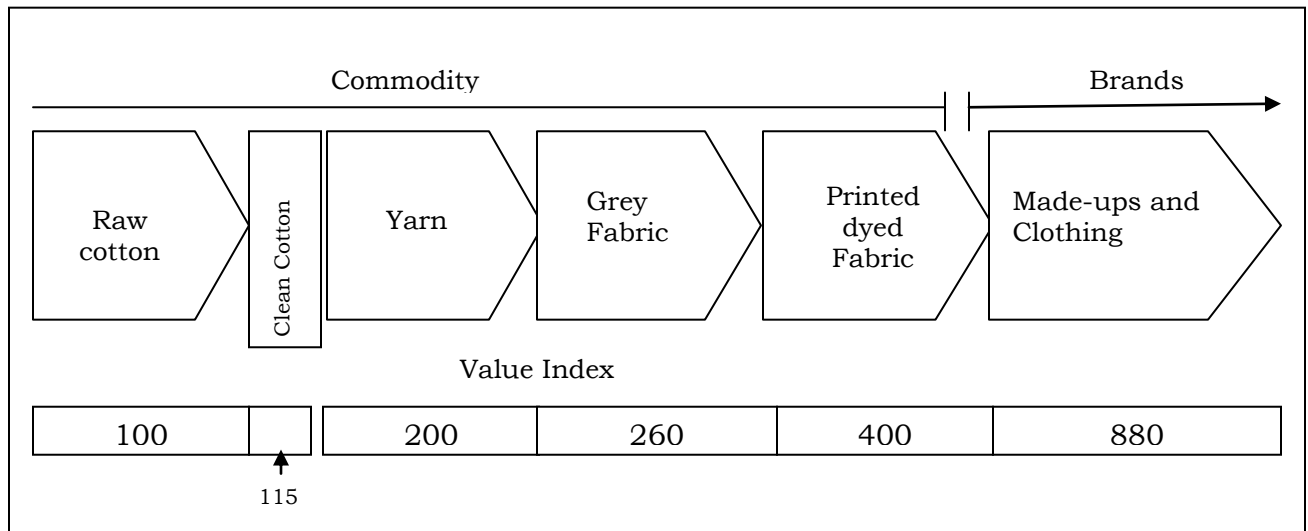 Commodity
Brands
Raw
cotton
Clean Cotton
Yarn
Grey
Fabric
Printed
dyed
Fabric
Made-ups and
Clothing
Value Index
100
200
260
400
880
115